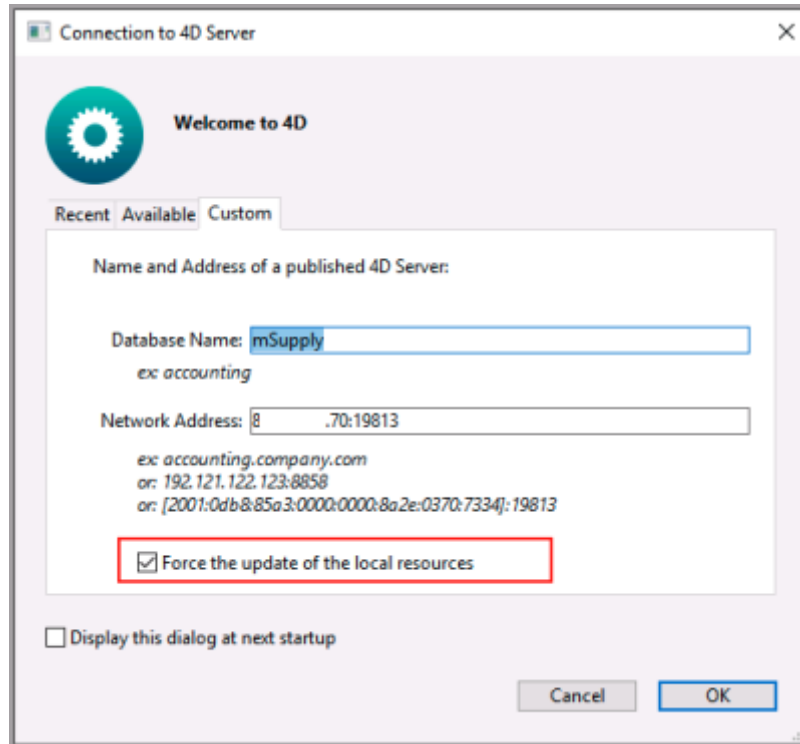 Connection to 4D Server
Welcome to 4D
Recent Available Custom
Name and Address of a published 4D Server:
Database Name: mSupply
ex: accounting
Network Address: 8 .70:19813
ex: accounting.company.com
or: 192.121.122.123:8858
or: [2001:0db8:85a3:0000:0000:8a2e:0370:7334]:19813
Force the update of the local resources
Display this dialog at next startup
Cancel OK